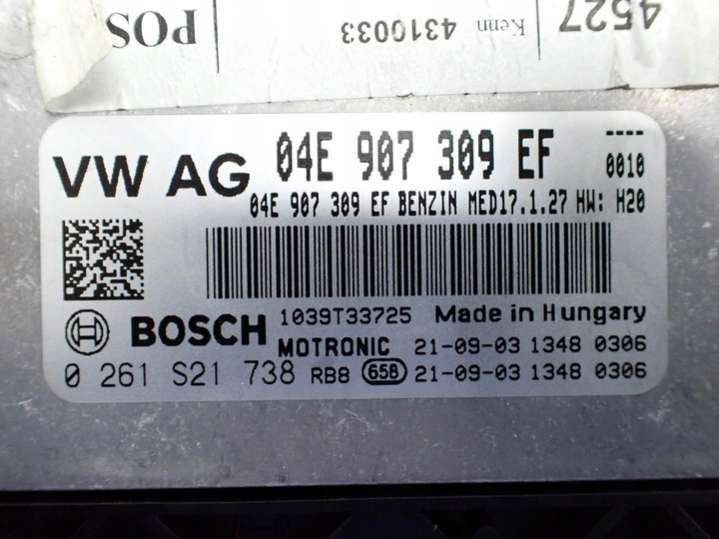 POS
Kenn 4310033
4527
VW AG 04E 907 309 EF ----
0010
04E 907 309 EF BENZIN MED17.1.27 HW: H20
BOSCH 1039T33725 Made in Hungary
MOTRONIC 21-09-03 1348 0306
0 261 S21 738 RB8 658 21-09-03 1348 0306